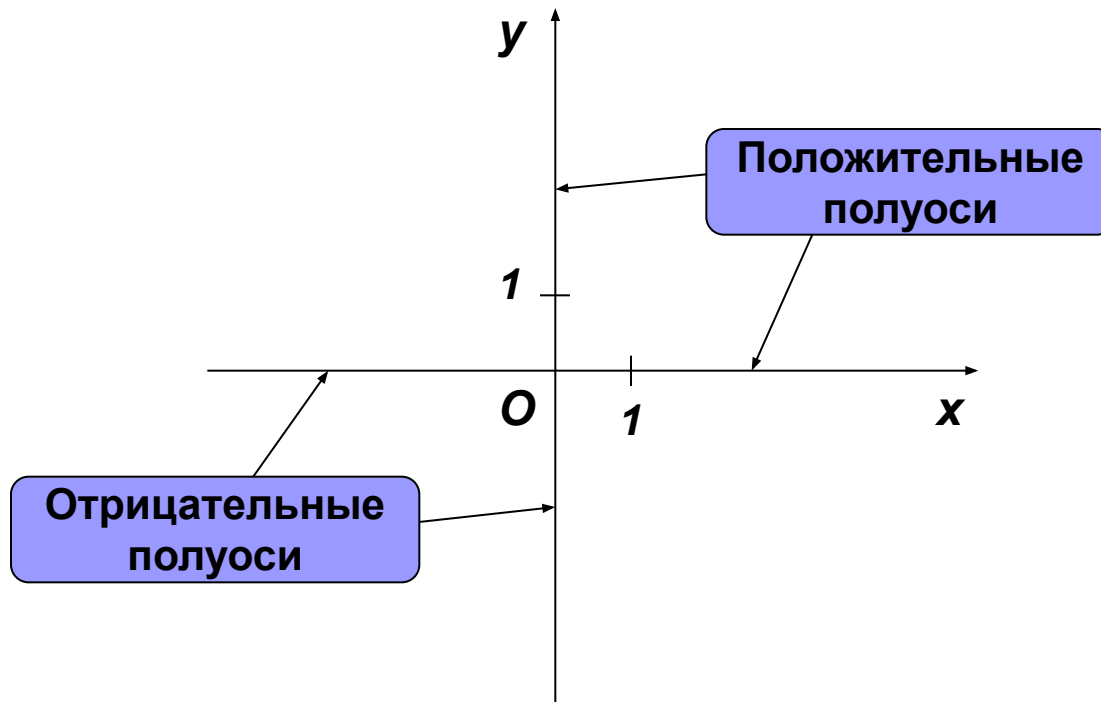 y
Положительные
полуоси
1
O
1
x
Отрицательные
полуоси